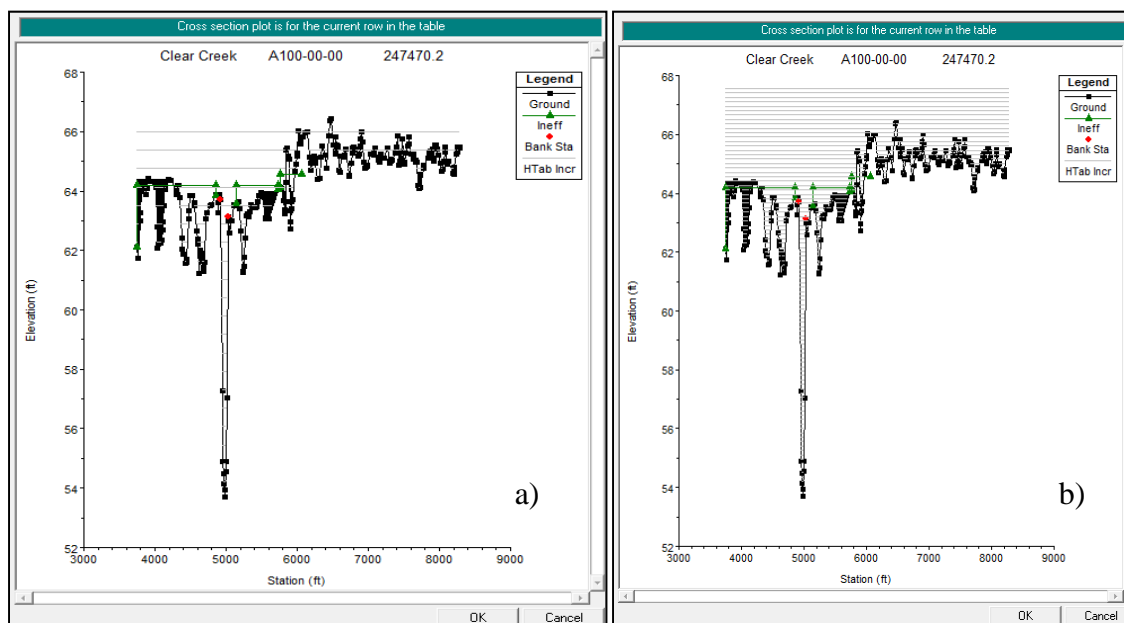 Cross section plot is for the current row in the table
Clear Creek A100-00-00 247470.2
Legend
Ground
Ineff
Bank Sta
HTab Incr
68
66
64
62
60
58
56
54
52
Elevation (ft)
3000 4000 5000 6000 7000 8000 9000
Station (ft)
a)
OK Cancel
Cross section plot is for the current row in the table
Clear Creek A100-00-00 247470.2
Legend
Ground
Ineff
Bank Sta
HTab Incr
68
66
64
62
60
58
56
54
52
Elevation (ft)
3000 4000 5000 6000 7000 8000 9000
Station (ft)
b)
OK Cancel